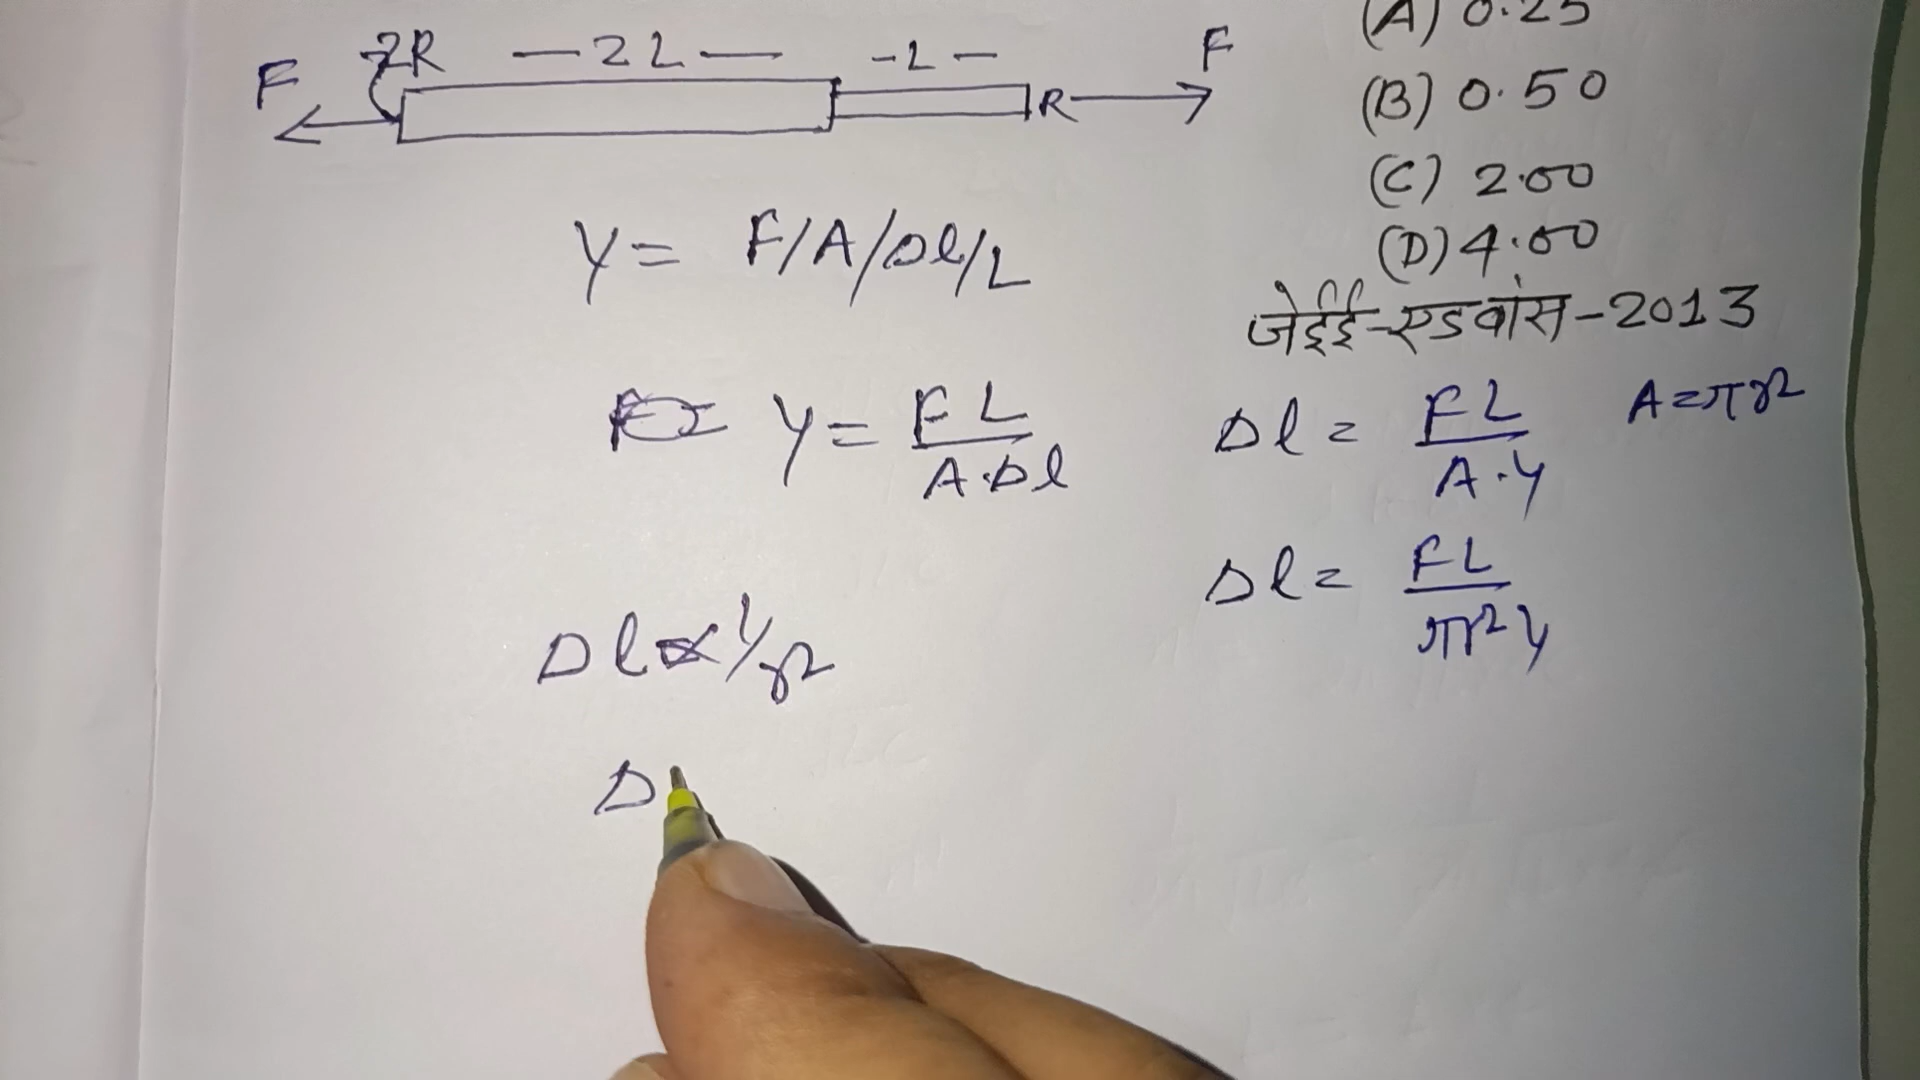 F 2R — 2L — - L - R F
(A) 0.25
(B) 0.50
(C) 2.00
(D) 4.00
जेईई-एडवांस-2013
Y = F/A/Δl/L
Y = FL / A·Δl
Δl = FL / A·Y A=πr²
Δl = FL / πr²Y
Δl ∝ 1/r²
Δ